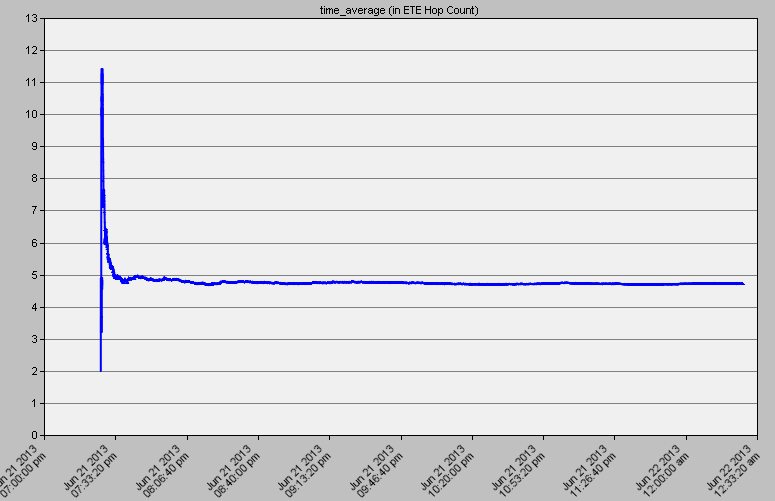 time_average (in ETE Hop Count)
13
12
11
10
9
8
7
6
5
4
3
2
1
0
un 21 2013
07:00:00 pm
Jun 21 2013
07:33:20 pm
Jun 21 2013
08:06:40 pm
Jun 21 2013
08:40:00 pm
Jun 21 2013
09:13:20 pm
Jun 21 2013
09:46:40 pm
Jun 21 2013
10:20:00 pm
Jun 21 2013
10:53:20 pm
Jun 21 2013
11:26:40 pm
Jun 22 2013
12:00:00 am
Jun 22 2013
12:33:20 am